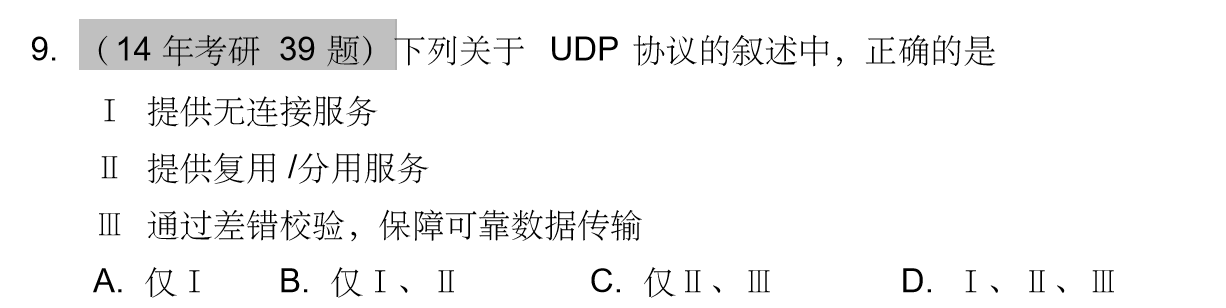 9. （14 年考研 39 题）下列关于 UDP 协议的叙述中，正确的是
Ⅰ 提供无连接服务
Ⅱ 提供复用 /分用服务
Ⅲ 通过差错校验，保障可靠数据传输
A. 仅Ⅰ B. 仅Ⅰ、Ⅱ C. 仅Ⅱ、Ⅲ D. Ⅰ、Ⅱ、Ⅲ